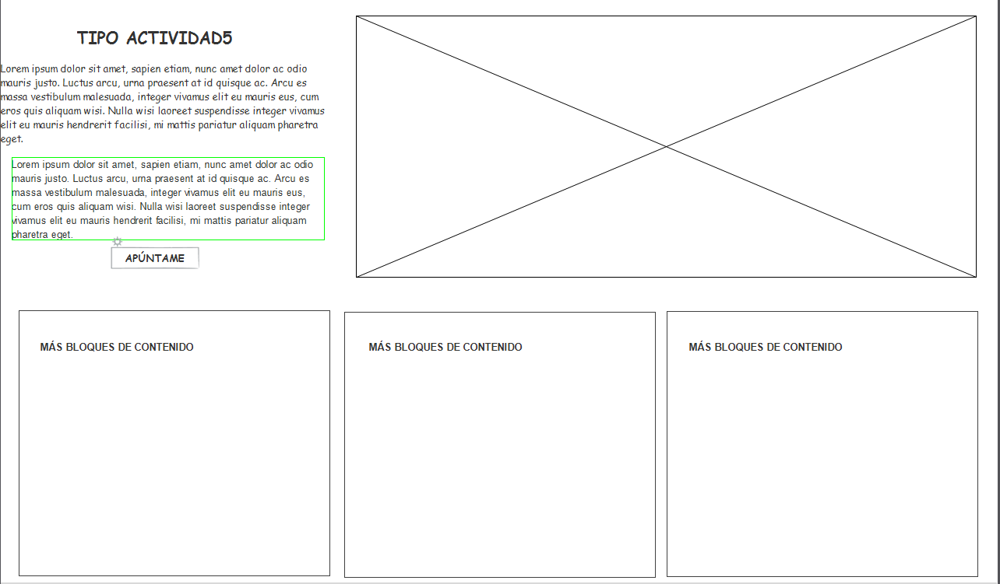 TIPO ACTIVIDAD5
Lorem ipsum dolor sit amet, sapien etiam, nunc amet dolor ac odio
mauris justo. Luctus arcu, urna praesent at id quisque ac. Arcu es
massa vestibulum malesuada, integer vivamus elit eu mauris eus, cum
eros quis aliquam wisi. Nulla wisi laoreet suspendisse integer vivamus
elit eu mauris hendrerit facilisi, mi mattis pariatur aliquam pharetra
eget.
Lorem ipsum dolor sit amet, sapien etiam, nunc amet dolor ac odio
mauris justo. Luctus arcu, urna praesent at id quisque ac. Arcu es
massa vestibulum malesuada, integer vivamus elit eu mauris eus,
cum eros quis aliquam wisi. Nulla wisi laoreet suspendisse integer
vivamus elit eu mauris hendrerit facilisi, mi mattis pariatur aliquam
pharetra eget.
APÚNTAME
MÁS BLOQUES DE CONTENIDO
MÁS BLOQUES DE CONTENIDO
MÁS BLOQUES DE CONTENIDO